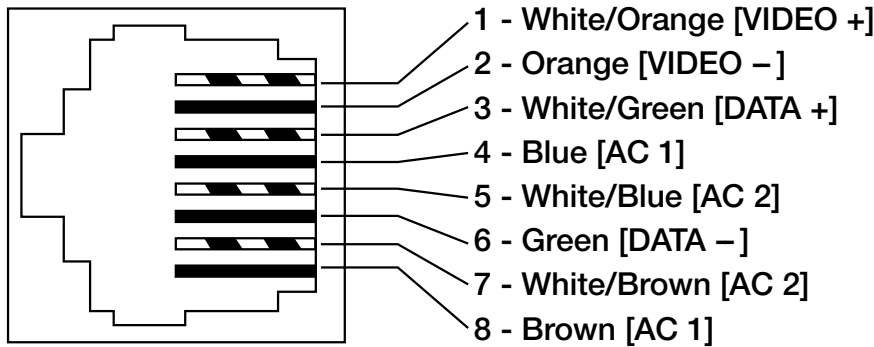 1 - White/Orange [VIDEO +]
2 - Orange [VIDEO – ]
3 - White/Green [DATA +]
4 - Blue [AC 1]
5 - White/Blue [AC 2]
6 - Green [DATA – ]
7 - White/Brown [AC 2]
8 - Brown [AC 1]